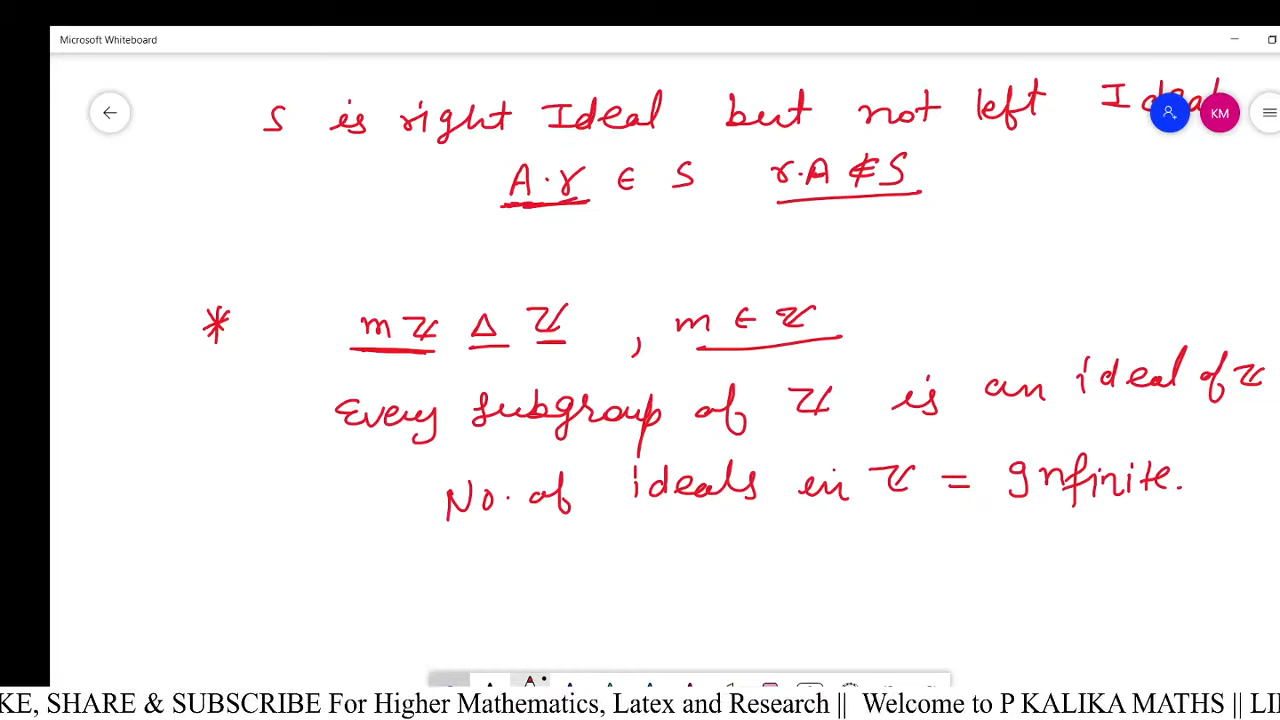 Microsoft Whiteboard
S is right Ideal but not left Ideal
KM
A·r ∈ S r·A ∉ S
* mℤ Δ ℤ , m ∈ ℤ
Every subgroup of ℤ is an ideal of ℤ
No. of ideals in ℤ = Infinite.
KE, SHARE & SUBSCRIBE For Higher Mathematics, Latex and Research || Welcome to P KALIKA MATHS || LI